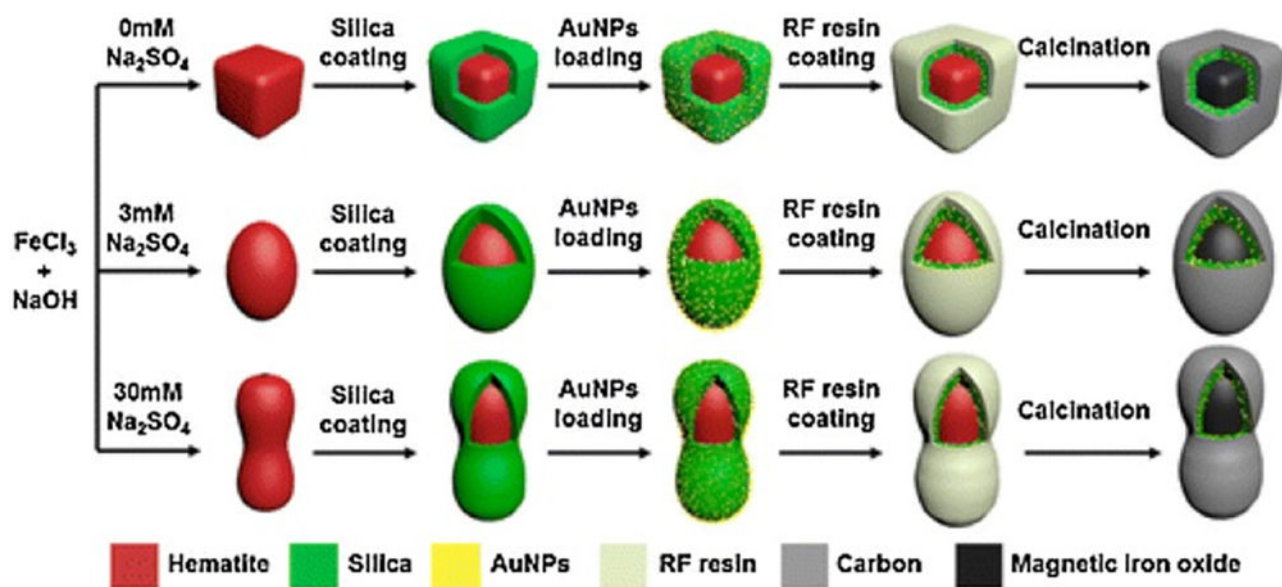 0mM
Na₂SO₄
Silica
coating
AuNPs
loading
RF resin
coating
Calcination
FeCl₃
+
NaOH
3mM
Na₂SO₄
Silica
coating
AuNPs
loading
RF resin
coating
Calcination
30mM
Na₂SO₄
Silica
coating
AuNPs
loading
RF resin
coating
Calcination
Hematite
Silica
AuNPs
RF resin
Carbon
Magnetic iron oxide